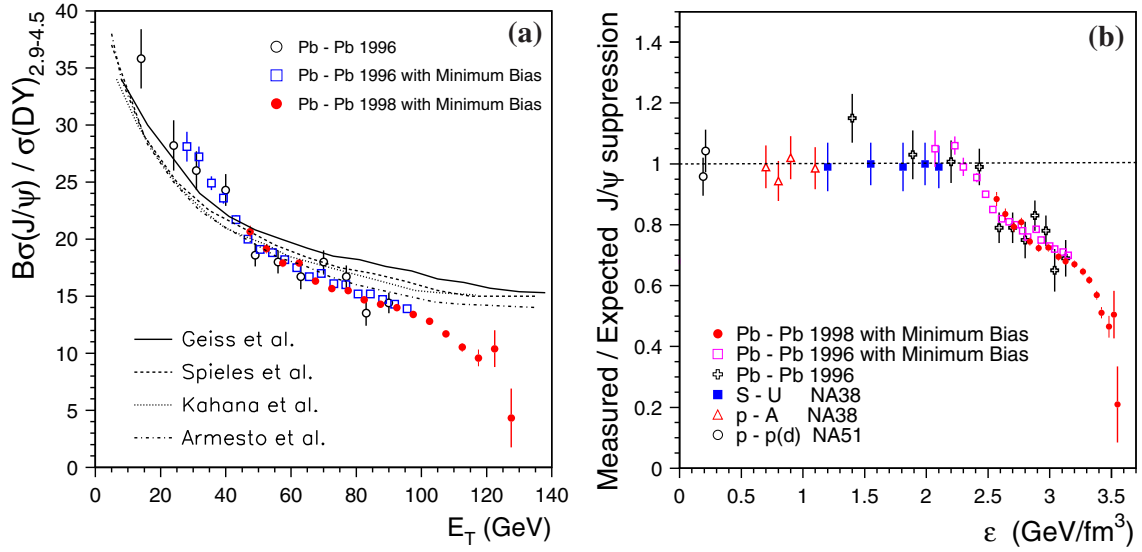 Bσ(J/ψ) / σ(DY)2.9-4.5
40
35
30
25
20
15
10
5
0
(a)
Pb - Pb 1996
Pb - Pb 1996 with Minimum Bias
Pb - Pb 1998 with Minimum Bias
Geiss et al.
Spieles et al.
Kahana et al.
Armesto et al.
0 20 40 60 80 100 120 140
ET (GeV)
Measured / Expected J/ψ suppression
1.4
1.2
1
0.8
0.6
0.4
0.2
0
(b)
Pb - Pb 1998 with Minimum Bias
Pb - Pb 1996 with Minimum Bias
Pb - Pb 1996
S - U NA38
p - A NA38
p - p(d) NA51
0 0.5 1 1.5 2 2.5 3 3.5
ε (GeV/fm3)